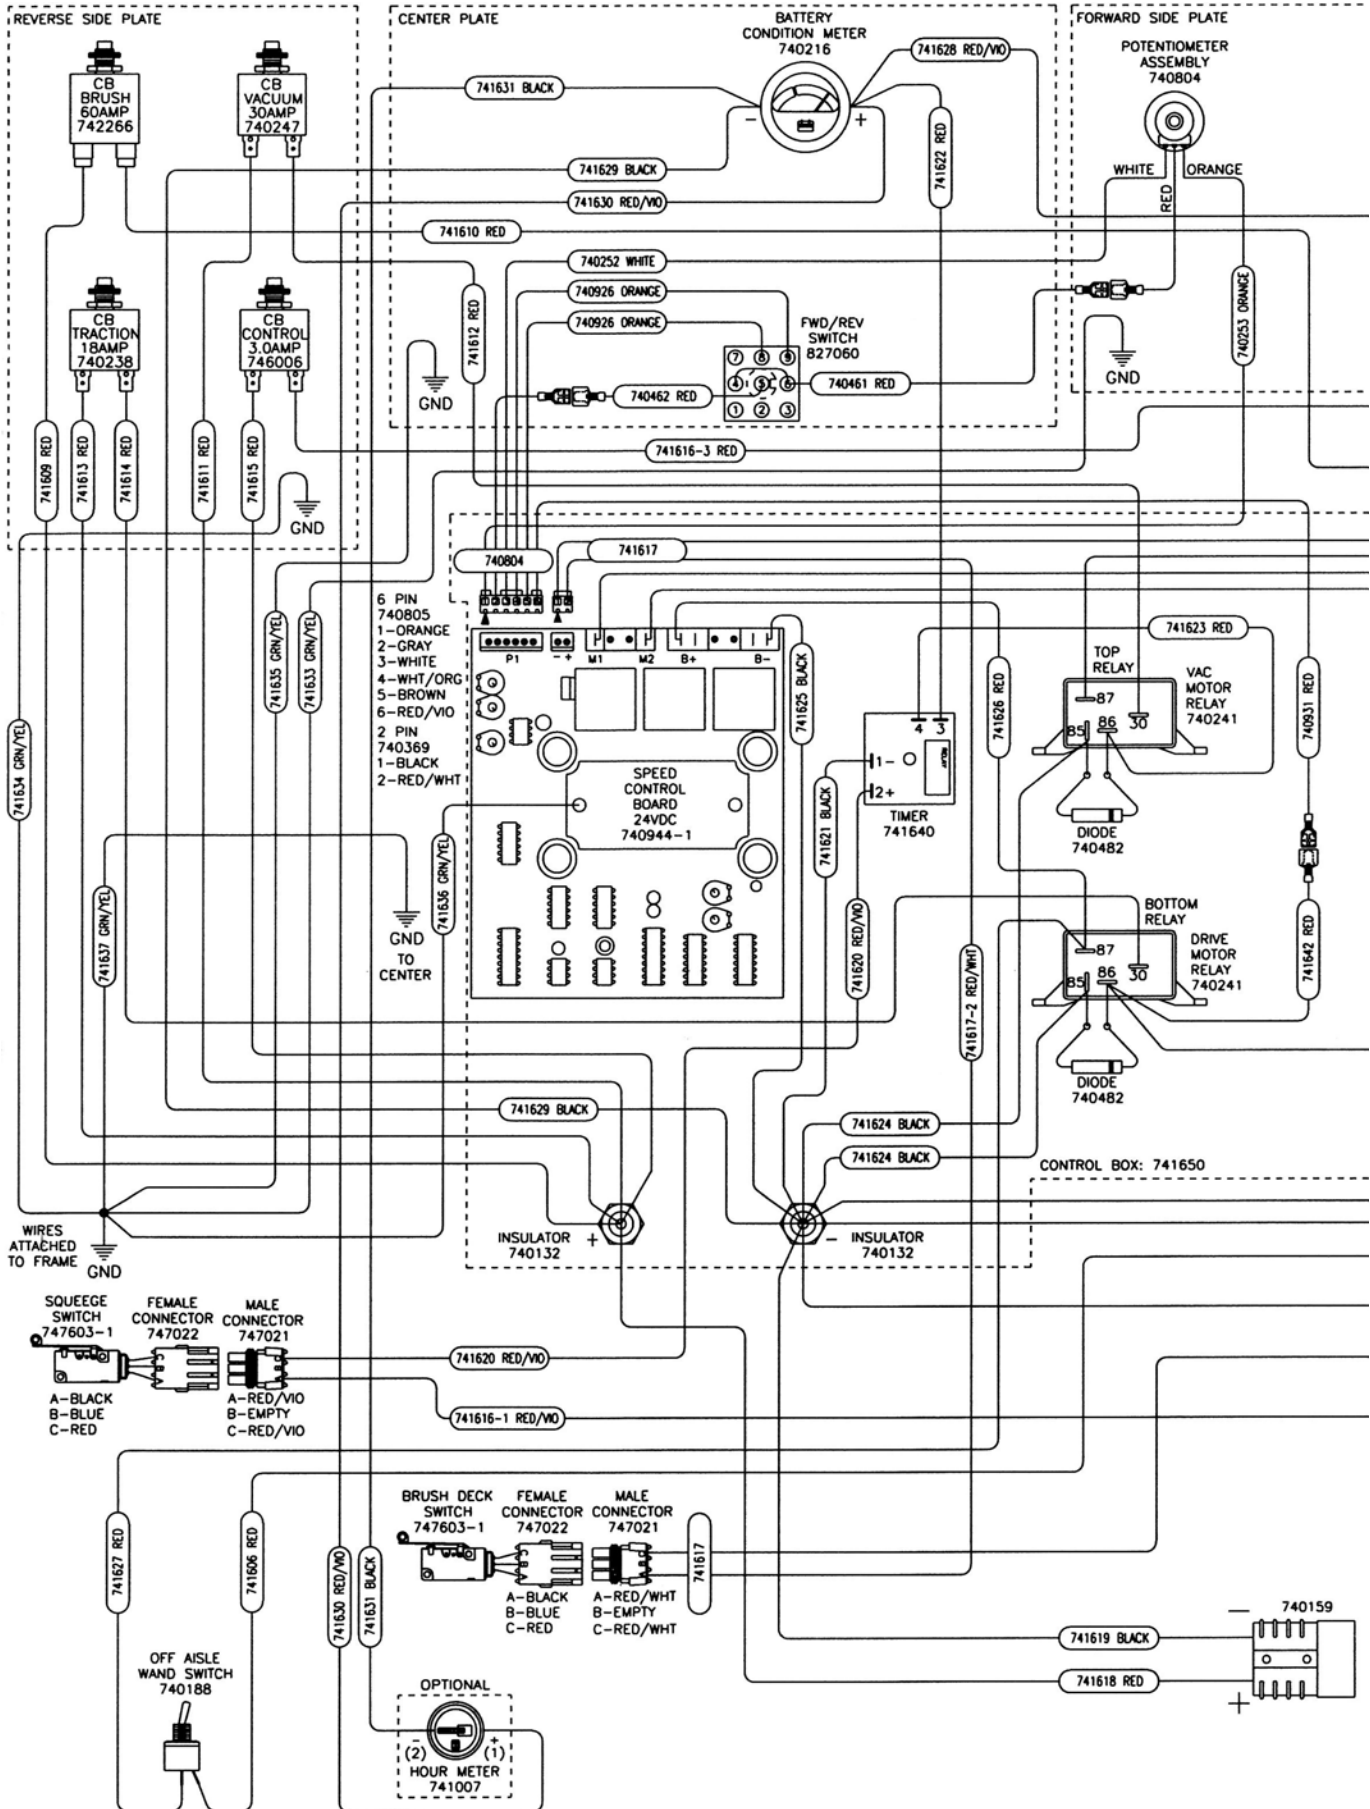 REVERSE SIDE PLATE
CB
BRUSH
60AMP
742266
CB
VACUUM
30AMP
740247
CB
TRACTION
18AMP
740238
CB
CONTROL
3.0AMP
746006
741609 RED
741613 RED
741614 RED
741611 RED
741615 RED
GND
CENTER PLATE
BATTERY
CONDITION METER
740216
- +
741631 BLACK
741628 RED/VIO
741622 RED
741629 BLACK
741630 RED/VIO
741610 RED
740252 WHITE
740926 ORANGE
740926 ORANGE
741612 RED
FWD/REV
SWITCH
827060
7 8 9
4 5 6
1 2 3
740462 RED
740461 RED
GND
741616-3 RED
FORWARD SIDE PLATE
POTENTIOMETER
ASSEMBLY
740804
WHITE
RED
ORANGE
740253 ORANGE
GND
740804
741617
6 PIN
740805
1-ORANGE
2-GRAY
3-WHITE
4-WHT/ORG
5-BROWN
6-RED/VIO
2 PIN
740369
1-BLACK
2-RED/WHT
P1
- +
M1
M2
B+
B-
SPEED
CONTROL
BOARD
24VDC
740944-1
741635 GRN/YEL
741633 GRN/YEL
741634 GRN/YEL
741637 GRN/YEL
741636 GRN/YEL
GND
TO
CENTER
741625 BLACK
741621 BLACK
741620 RED/VIO
741626 RED
741623 RED
4 3
1-
2+
RELAY
TIMER
741640
TOP
RELAY
VAC
MOTOR
RELAY
740241
87
85
86
30
DIODE
740482
740931 RED
741642 RED
BOTTOM
RELAY
DRIVE
MOTOR
RELAY
740241
87
85
86
30
DIODE
740482
741617-2 RED/WHT
741629 BLACK
741624 BLACK
741624 BLACK
CONTROL BOX: 741650
INSULATOR
740132
+
-
INSULATOR
740132
WIRES
ATTACHED
TO FRAME
GND
SQUEEGE
SWITCH
747603-1
FEMALE
CONNECTOR
747022
MALE
CONNECTOR
747021
A-BLACK
B-BLUE
C-RED
A-RED/VIO
B-EMPTY
C-RED/VIO
741620 RED/VIO
741616-1 RED/VIO
741627 RED
741606 RED
741630 RED/VIO
741631 BLACK
BRUSH DECK
SWITCH
747603-1
FEMALE
CONNECTOR
747022
MALE
CONNECTOR
747021
741617
A-BLACK
B-BLUE
C-RED
A-RED/WHT
B-EMPTY
C-RED/WHT
OFF AISLE
WAND SWITCH
740188
OPTIONAL
-
(2)
+
(1)
HOUR METER
741007
740159
-
+
741619 BLACK
741618 RED